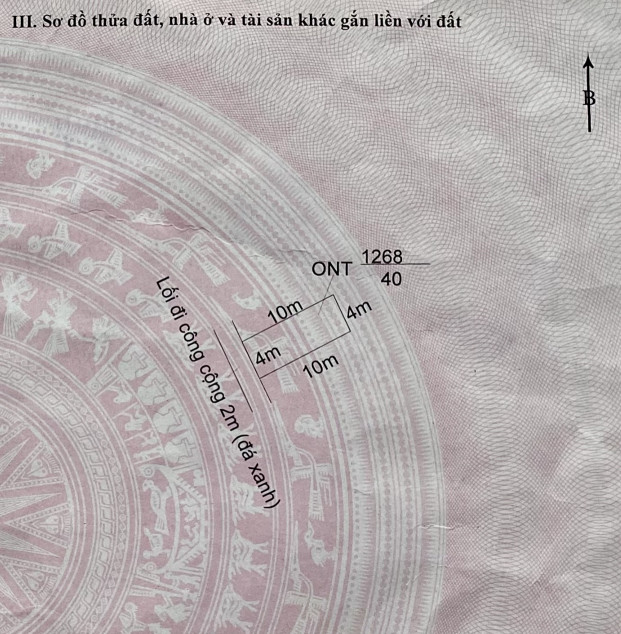 III. Sơ đồ thửa đất, nhà ở và tài sản khác gắn liền với đất
B
ONT 1268
40
10m
4m
4m
10m
Lối đi công cộng 2m (đá xanh)